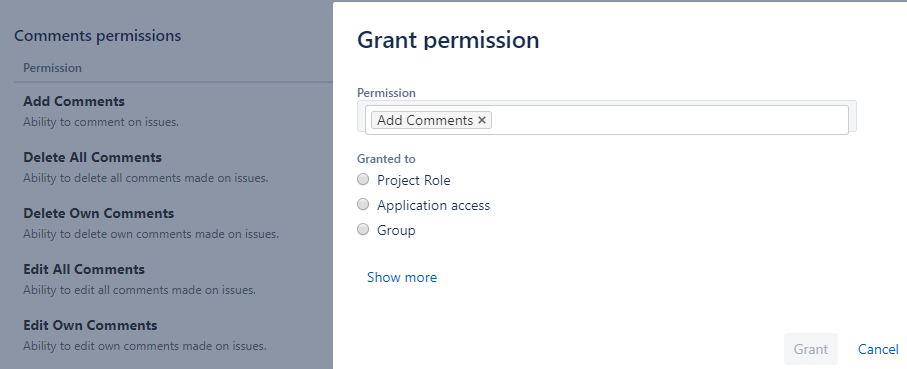 Comments permissions
Permission
Add Comments
Ability to comment on issues.
Delete All Comments
Ability to delete all comments made on issues.
Delete Own Comments
Ability to delete own comments made on issues.
Edit All Comments
Ability to edit all comments made on issues.
Edit Own Comments
Ability to edit own comments made on issues.
Grant permission
Permission
Add Comments ×
Granted to
Project Role
Application access
Group
Show more
Grant Cancel